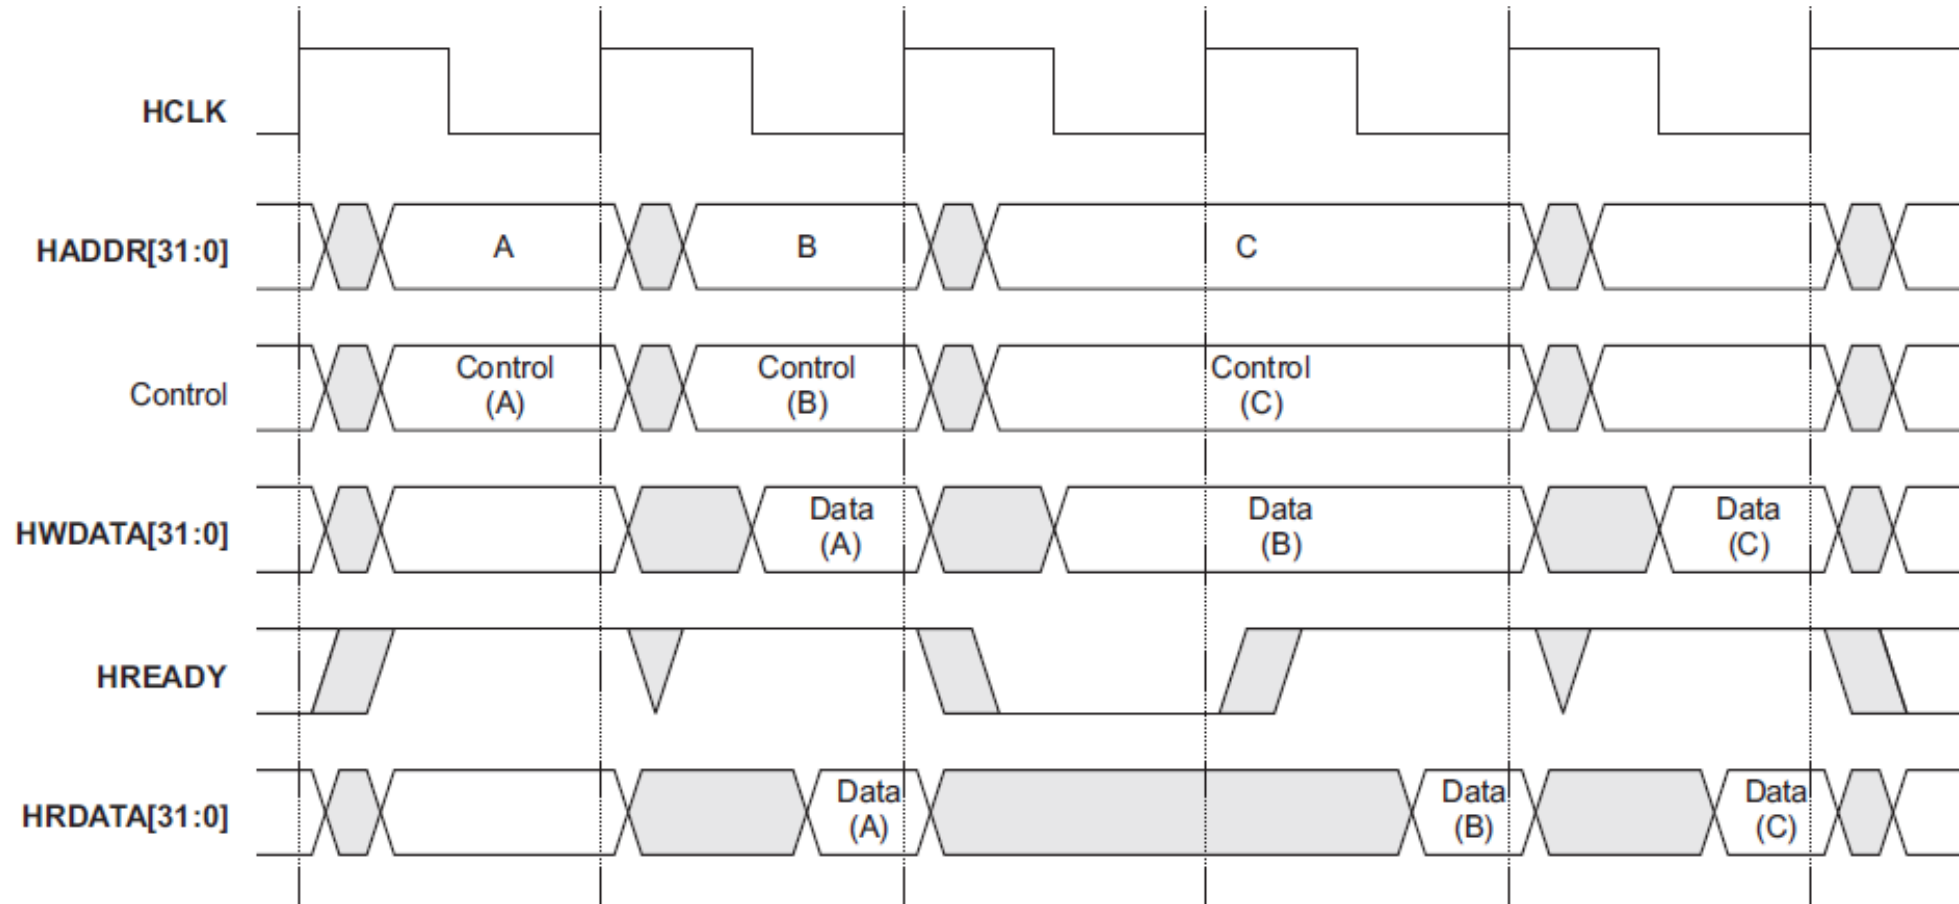 HCLK
HADDR[31:0]
A
B
C
Control
Control
(A)
Control
(B)
Control
(C)
HWDATA[31:0]
Data
(A)
Data
(B)
Data
(C)
HREADY
HRDATA[31:0]
Data
(A)
Data
(B)
Data
(C)